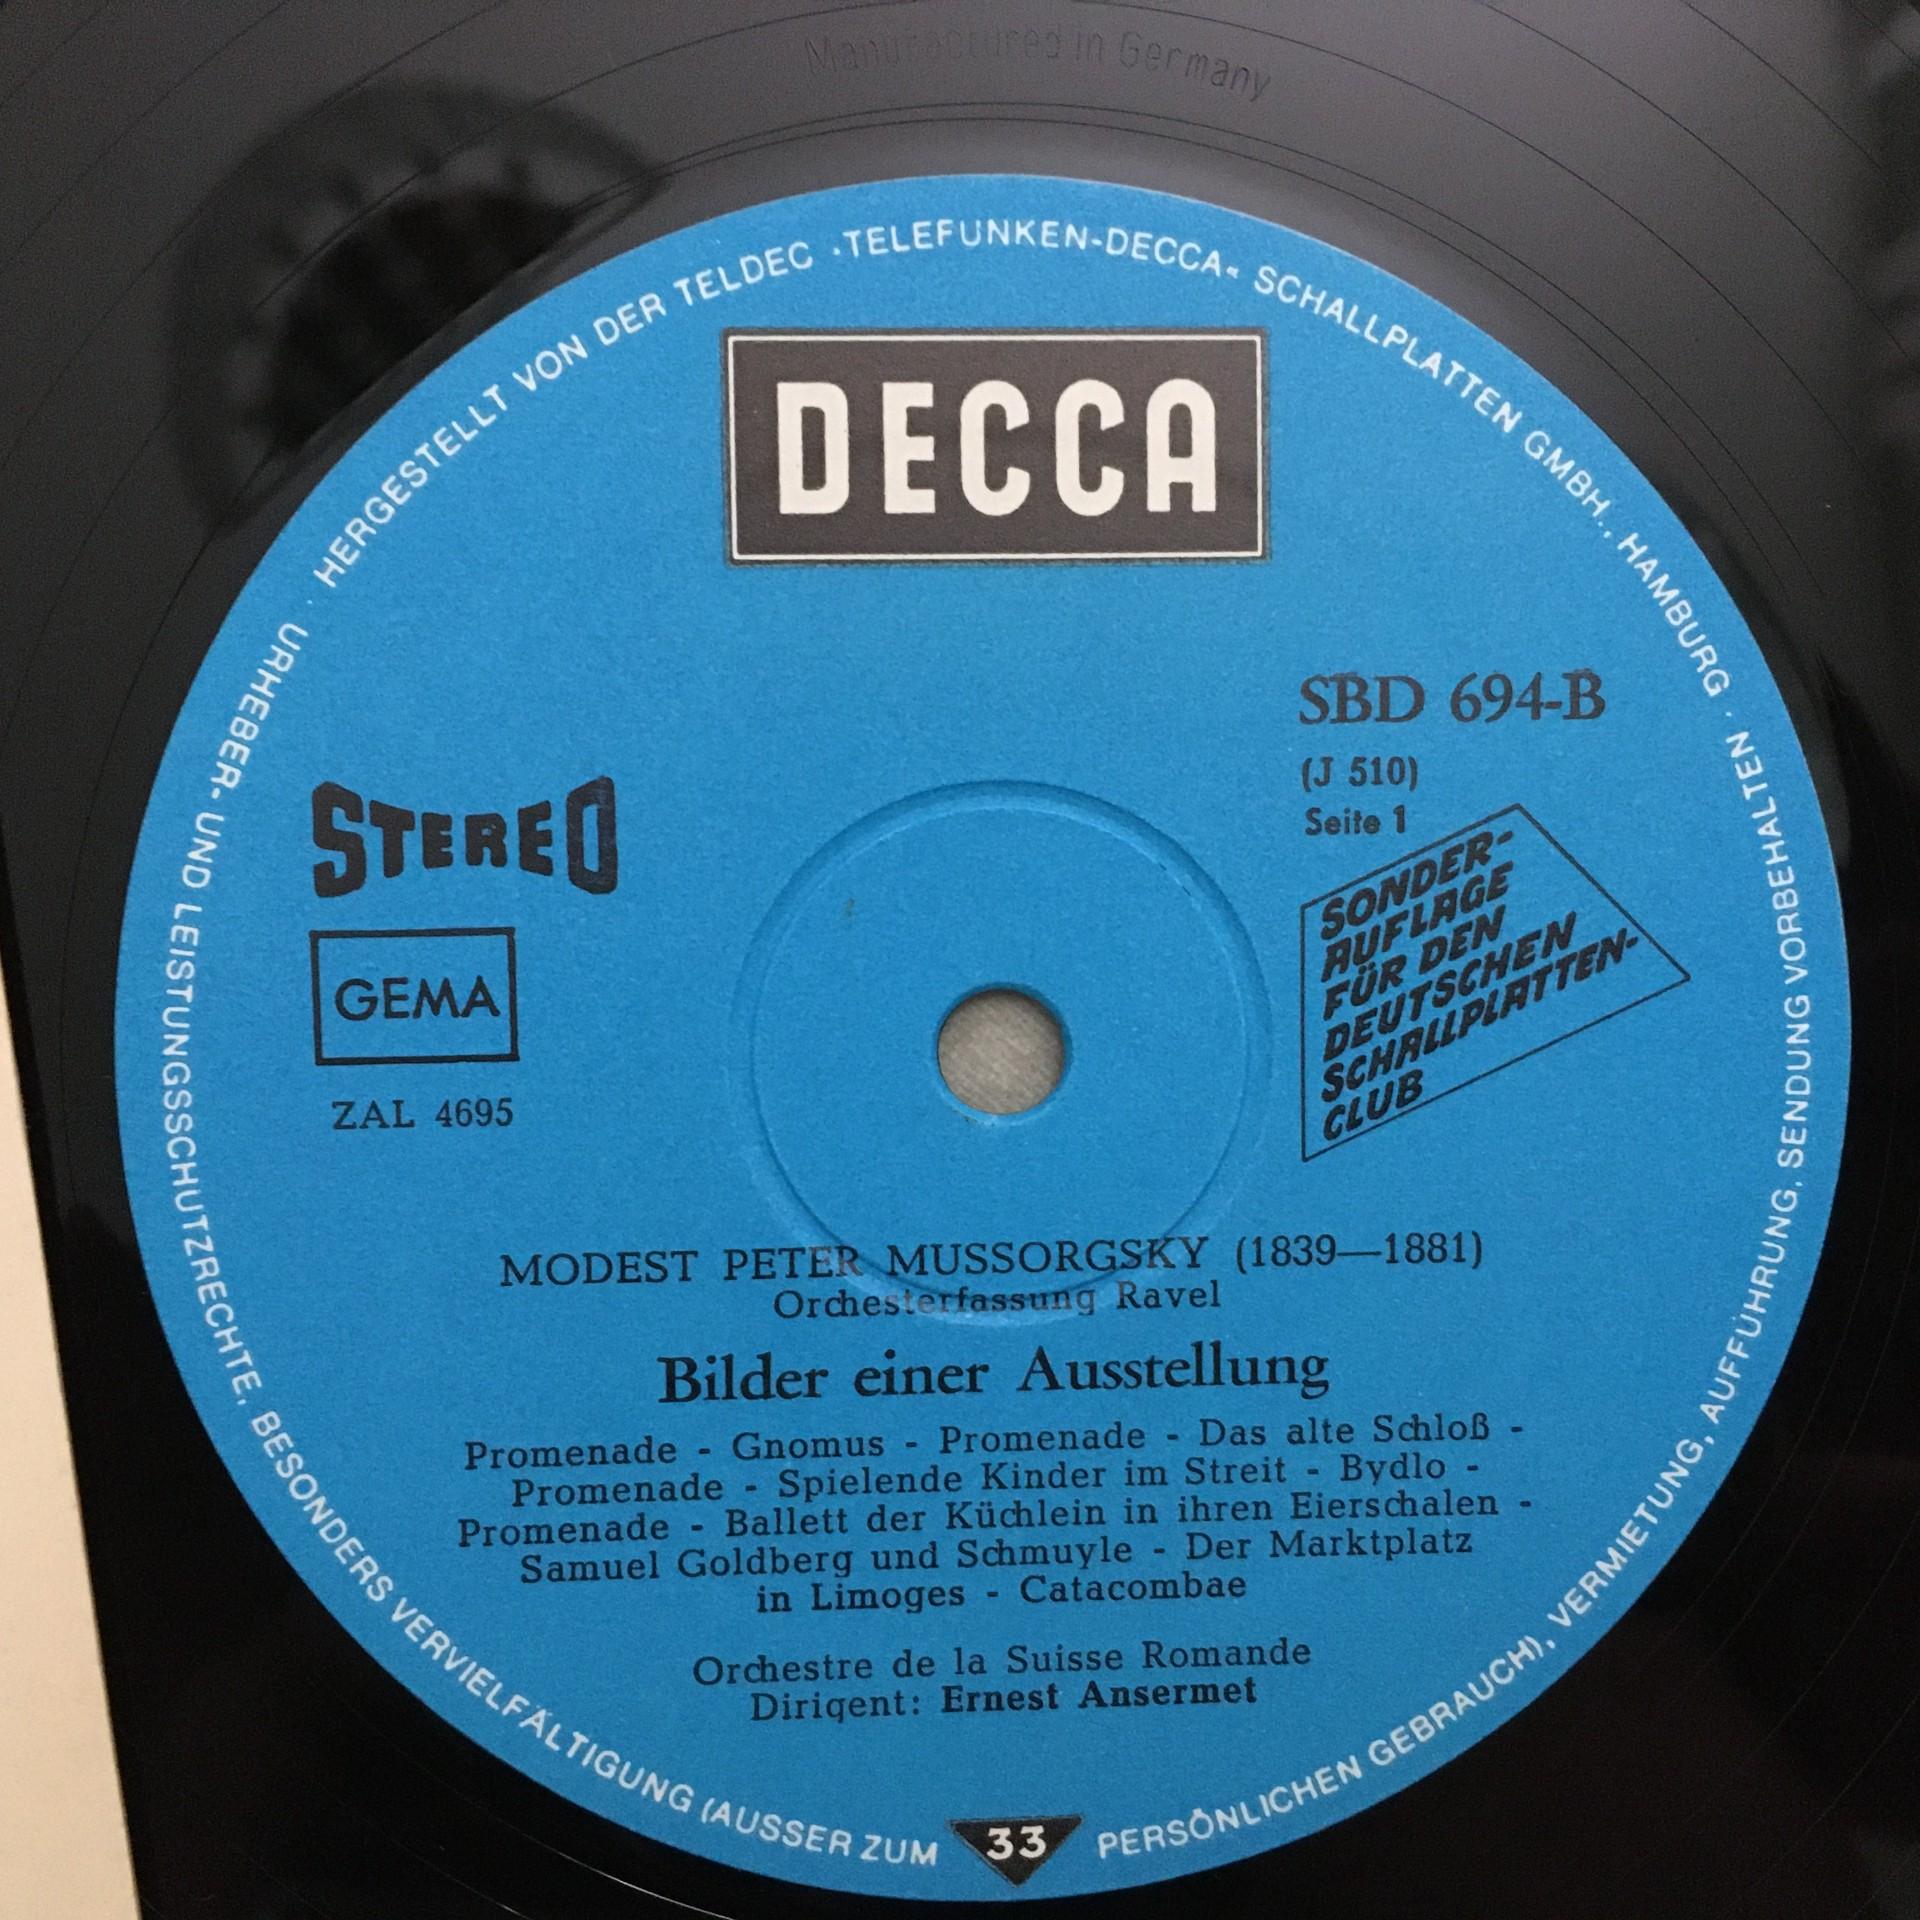 Manufactured in Germany
HERGESTELLT VON DER TELDEC ·TELEFUNKEN-DECCA« SCHALLPLATTEN GMBH., HAMBURG ·
URHEBER- UND LEISTUNGSSCHUTZRECHTE, BESONDERS VERVIELFÄLTIGUNG (AUSSER ZUM PERSÖNLICHEN GEBRAUCH), VERMIETUNG, AUFFÜHRUNG, SENDUNG VORBEHALTEN ·
DECCA
SBD 694-B
(J 510)
Seite 1
STEREO
GEMA
ZAL 4695
SONDER-
AUFLAGE
FÜR DEN
DEUTSCHEN
SCHALLPLATTEN-
CLUB
MODEST PETER MUSSORGSKY (1839—1881)
Orchesterfassung Ravel
Bilder einer Ausstellung
Promenade - Gnomus - Promenade - Das alte Schloß -
Promenade - Spielende Kinder im Streit - Bydlo -
Promenade - Ballett der Küchlein in ihren Eierschalen -
Samuel Goldberg und Schmuyle - Der Marktplatz
in Limoges - Catacombae
Orchestre de la Suisse Romande
Dirigent: Ernest Ansermet
33